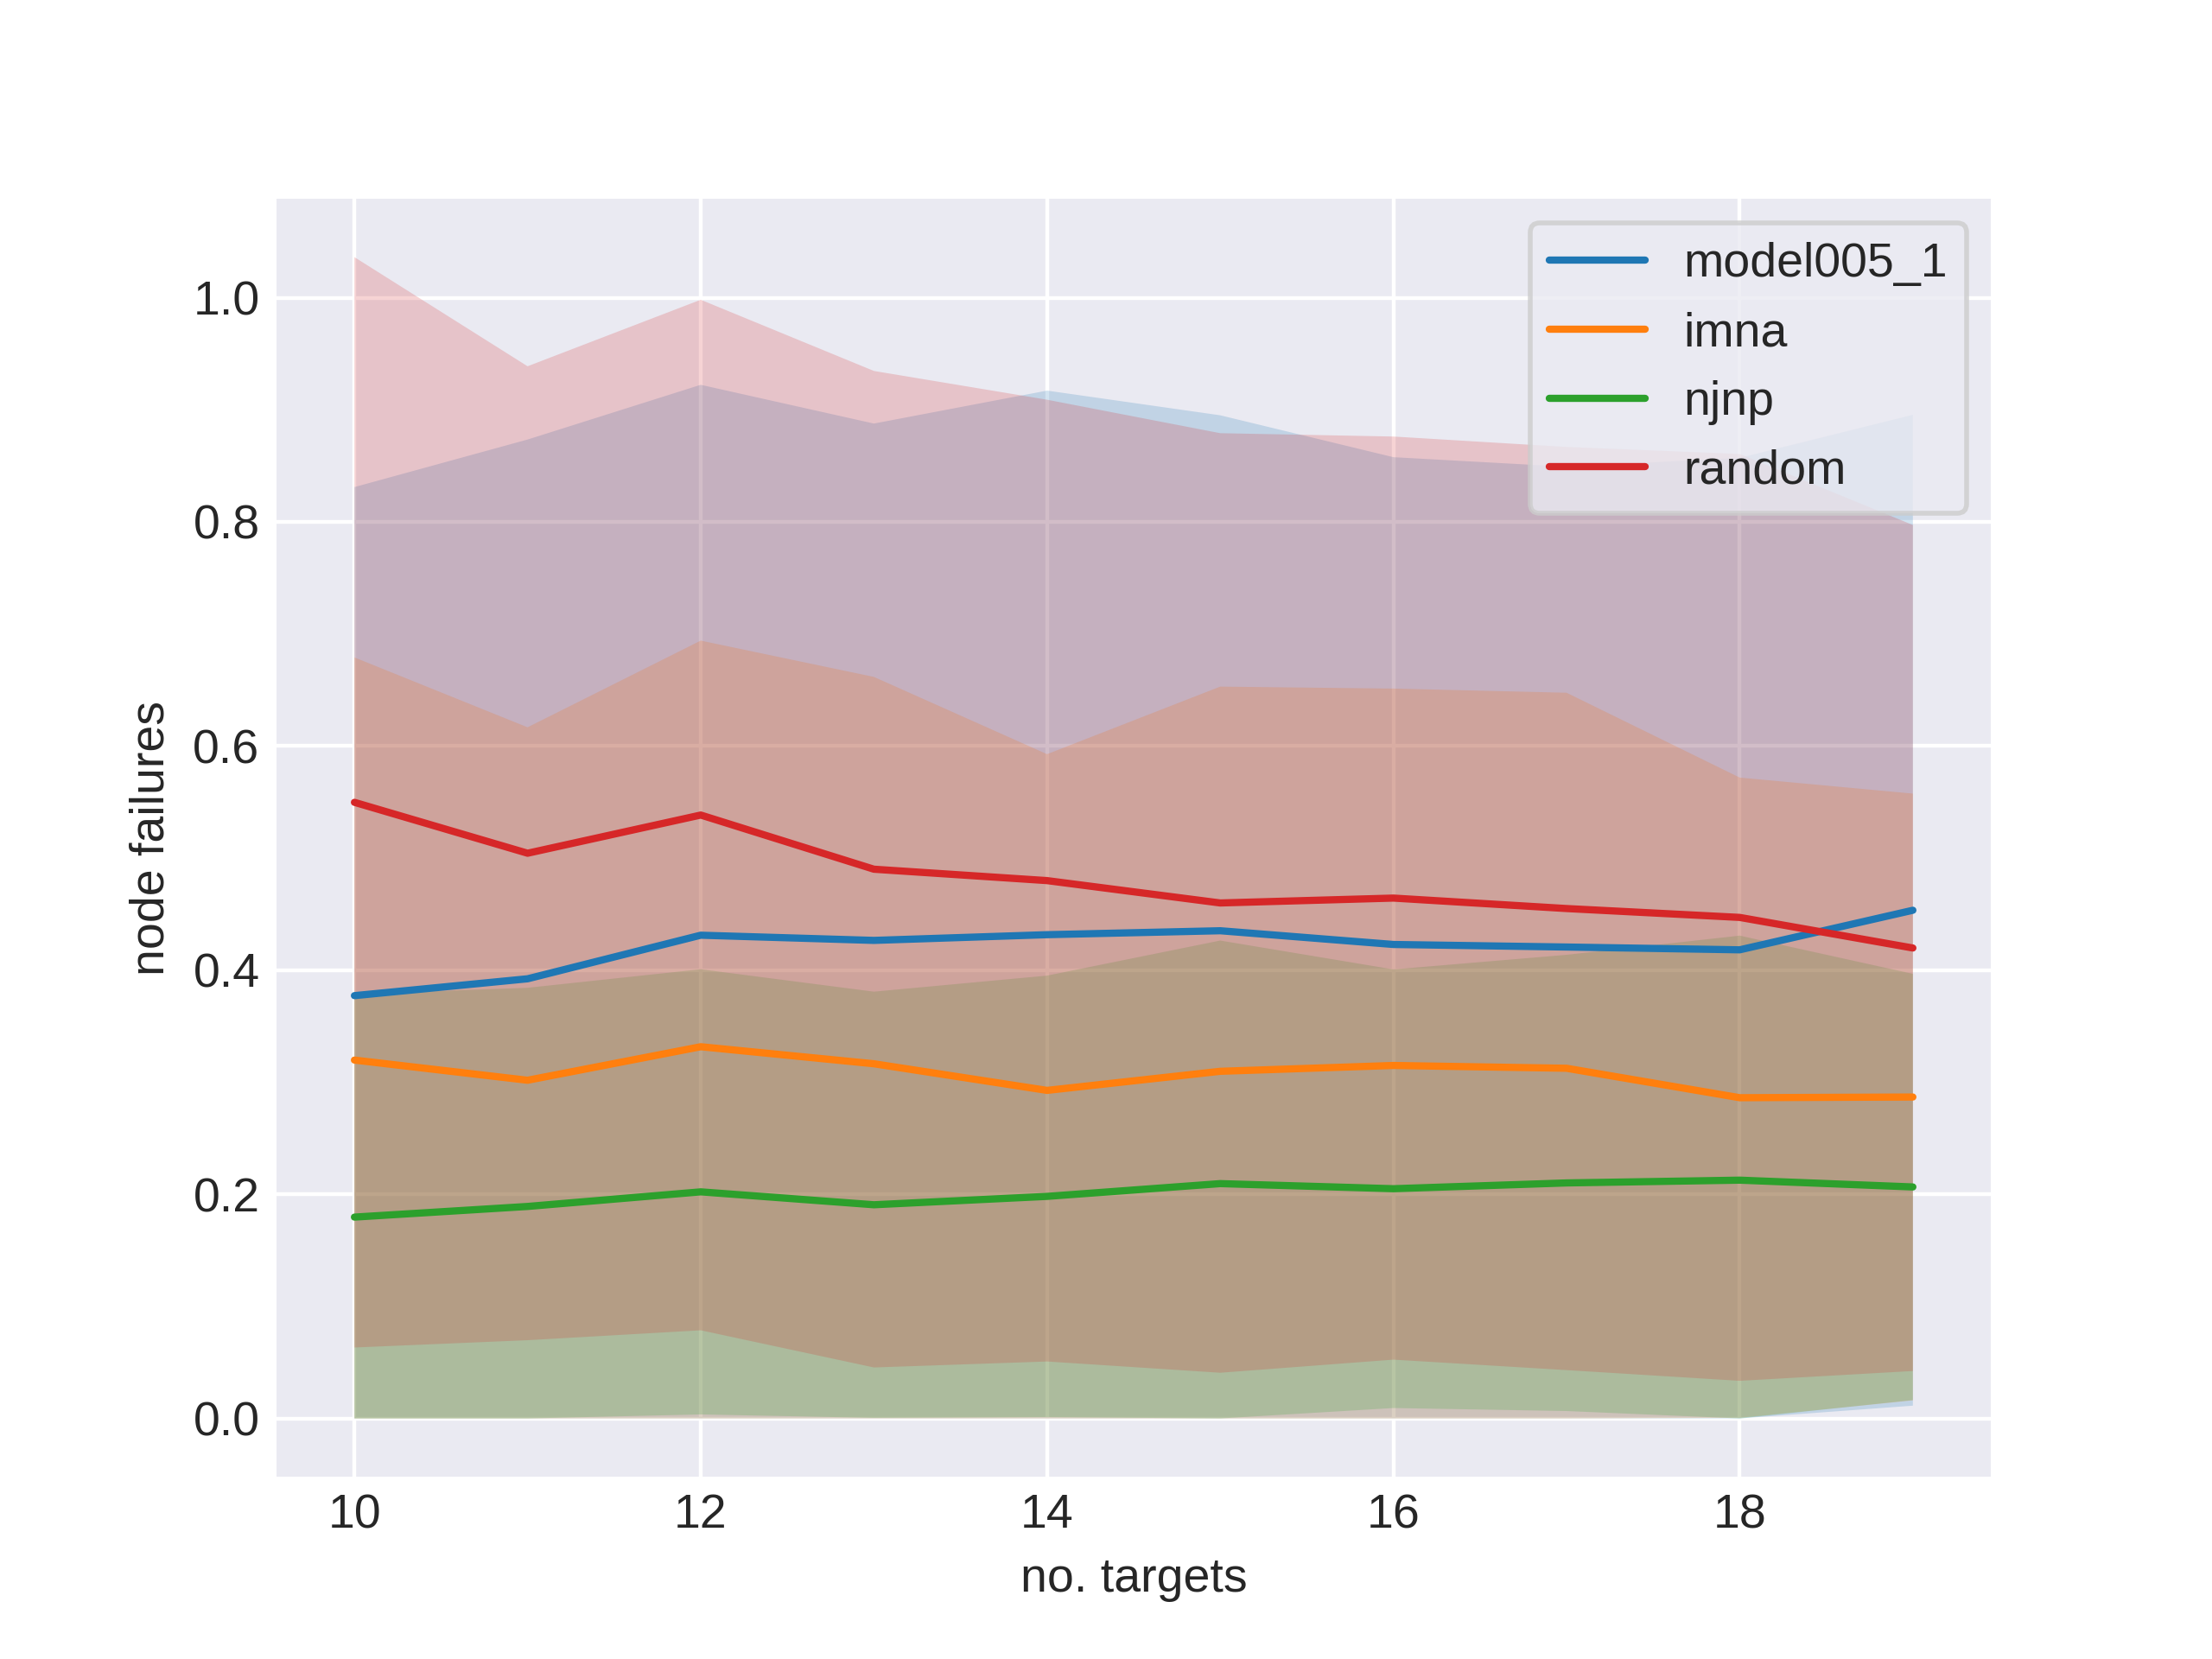 model005_1
imna
njnp
random
1.0
0.8
0.6
0.4
0.2
0.0
node failures
10 12 14 16 18
no. targets